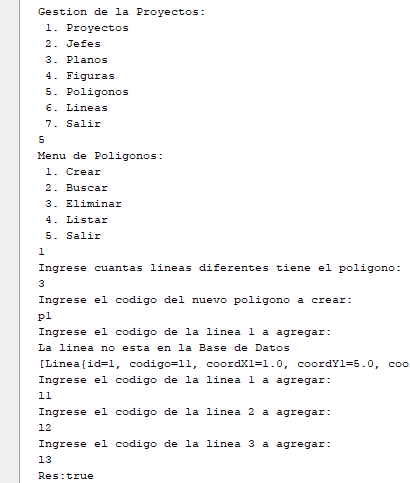 Gestion de la Proyectos:
1. Proyectos
2. Jefes
3. Planos
4. Figuras
5. Poligonos
6. Lineas
7. Salir
5
Menu de Poligonos:
1. Crear
2. Buscar
3. Eliminar
4. Listar
5. Salir
1
Ingrese cuantas lineas diferentes tiene el poligono:
3
Ingrese el codigo del nuevo poligono a crear:
p1
Ingrese el codigo de la linea 1 a agregar:
La linea no esta en la Base de Datos
[Linea{id=1, codigo=l1, coordX1=1.0, coordY1=5.0, coo
Ingrese el codigo de la linea 1 a agregar:
l1
Ingrese el codigo de la linea 2 a agregar:
l2
Ingrese el codigo de la linea 3 a agregar:
l3
Res:true